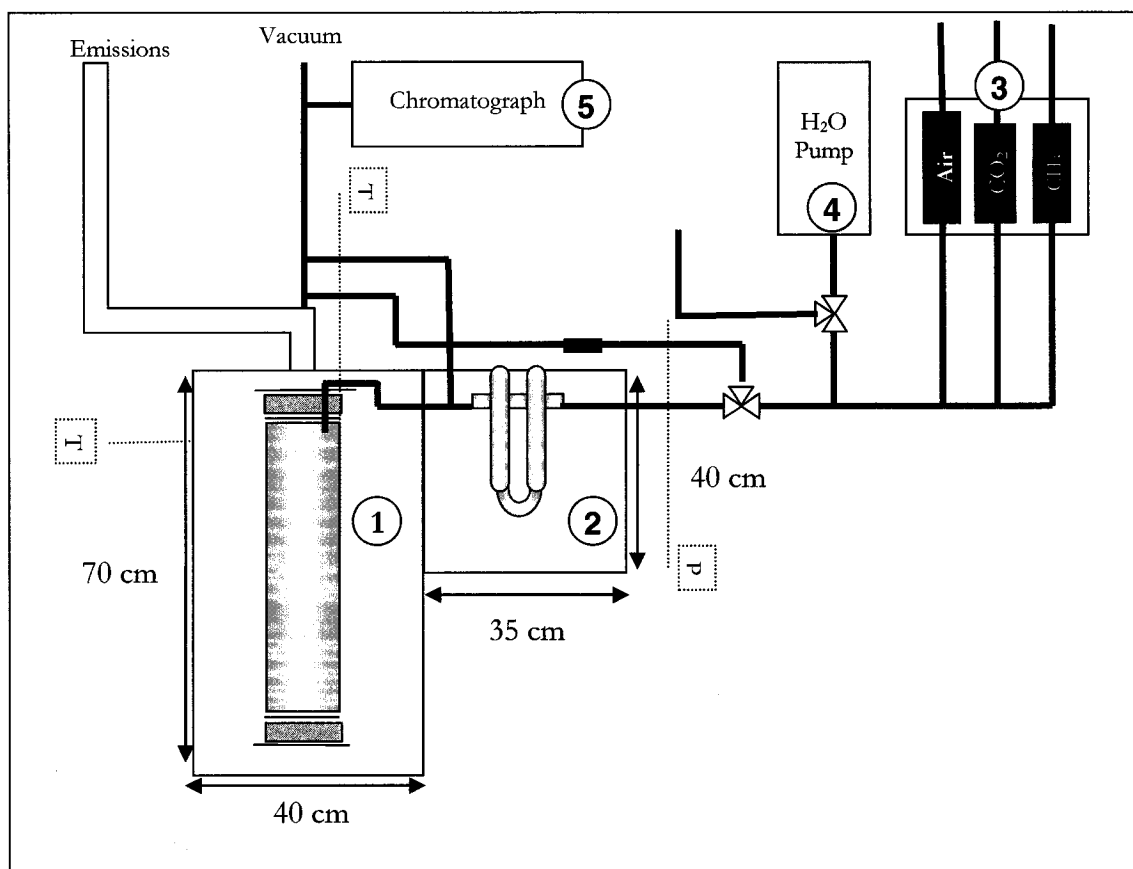 Emissions
Vacuum
Chromatograph
5
H₂O
Pump
4
3
Air
CO₂
CH₄
T
T
1
2
40 cm
P
70 cm
35 cm
40 cm